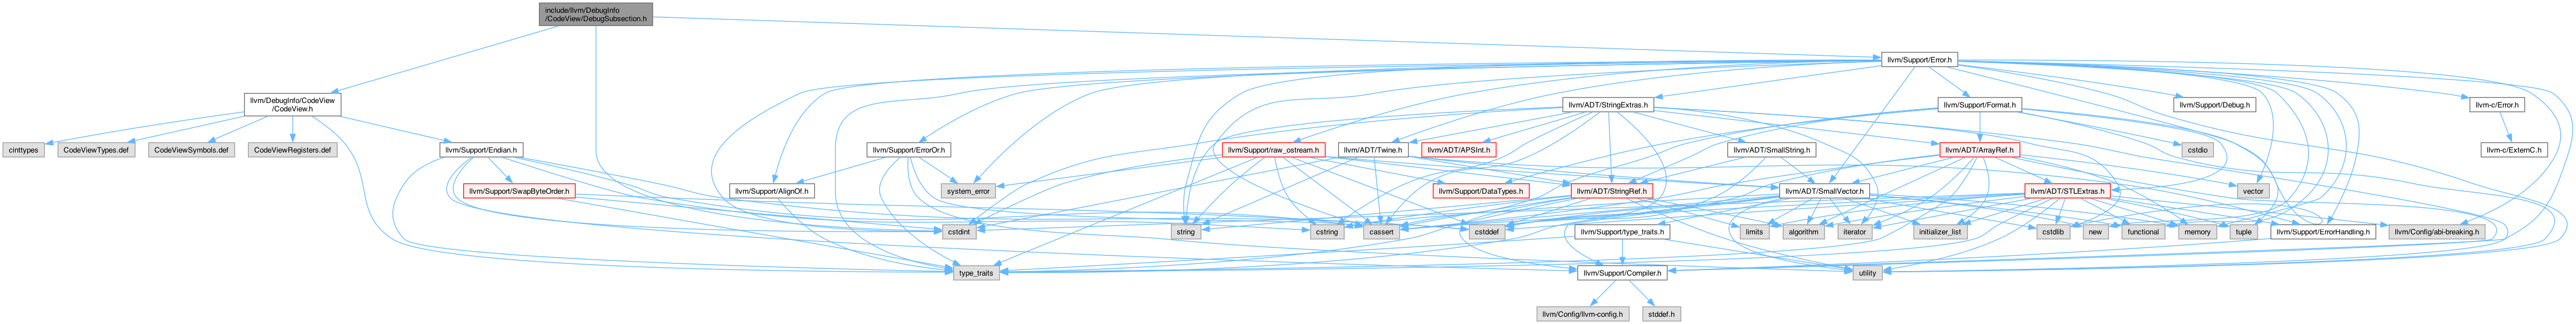 include/llvm/DebugInfo
/CodeView/DebugSubsection.h
llvm/Support/Error.h
llvm/DebugInfo/CodeView
/CodeView.h
llvm/ADT/StringExtras.h
llvm/Support/Format.h
llvm/Support/Debug.h
llvm-c/Error.h
cinttypes
CodeViewTypes.def
CodeViewSymbols.def
CodeViewRegisters.def
llvm/Support/Endian.h
llvm/Support/ErrorOr.h
llvm/Support/raw_ostream.h
llvm/ADT/Twine.h
llvm/ADT/APSInt.h
llvm/ADT/SmallString.h
llvm/ADT/ArrayRef.h
cstdio
llvm-c/ExternC.h
llvm/Support/SwapByteOrder.h
llvm/Support/AlignOf.h
system_error
llvm/Support/DataTypes.h
llvm/ADT/StringRef.h
llvm/ADT/SmallVector.h
llvm/ADT/STLExtras.h
vector
cstdint
string
cstring
cassert
cstddef
llvm/Support/type_traits.h
limits
algorithm
iterator
initializer_list
cstdlib
new
functional
memory
tuple
llvm/Support/ErrorHandling.h
llvm/Config/abi-breaking.h
type_traits
llvm/Support/Compiler.h
utility
llvm/Config/llvm-config.h
stddef.h